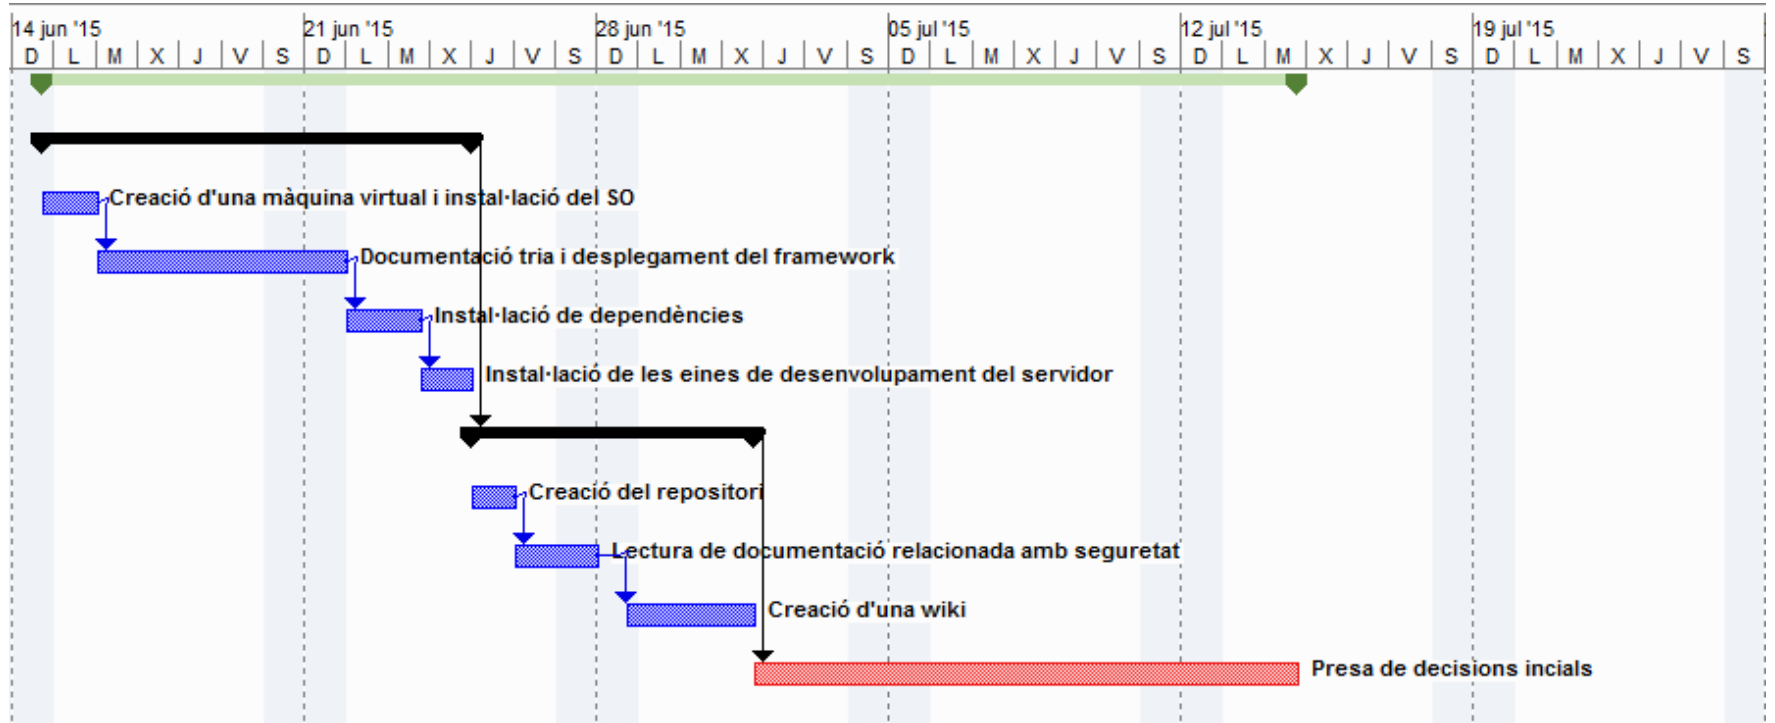 14 jun '15 21 jun '15 28 jun '15 05 jul '15 12 jul '15 19 jul '15
D L M X J V S D L M X J V S D L M X J V S D L M X J V S D L M X J V S D L M X J V S
Creació d'una màquina virtual i instal·lació del SO
Documentació tria i desplegament del framework
Instal·lació de dependències
Instal·lació de les eines de desenvolupament del servidor
Creació del repositori
Lectura de documentació relacionada amb seguretat
Creació d'una wiki
Presa de decisions incials